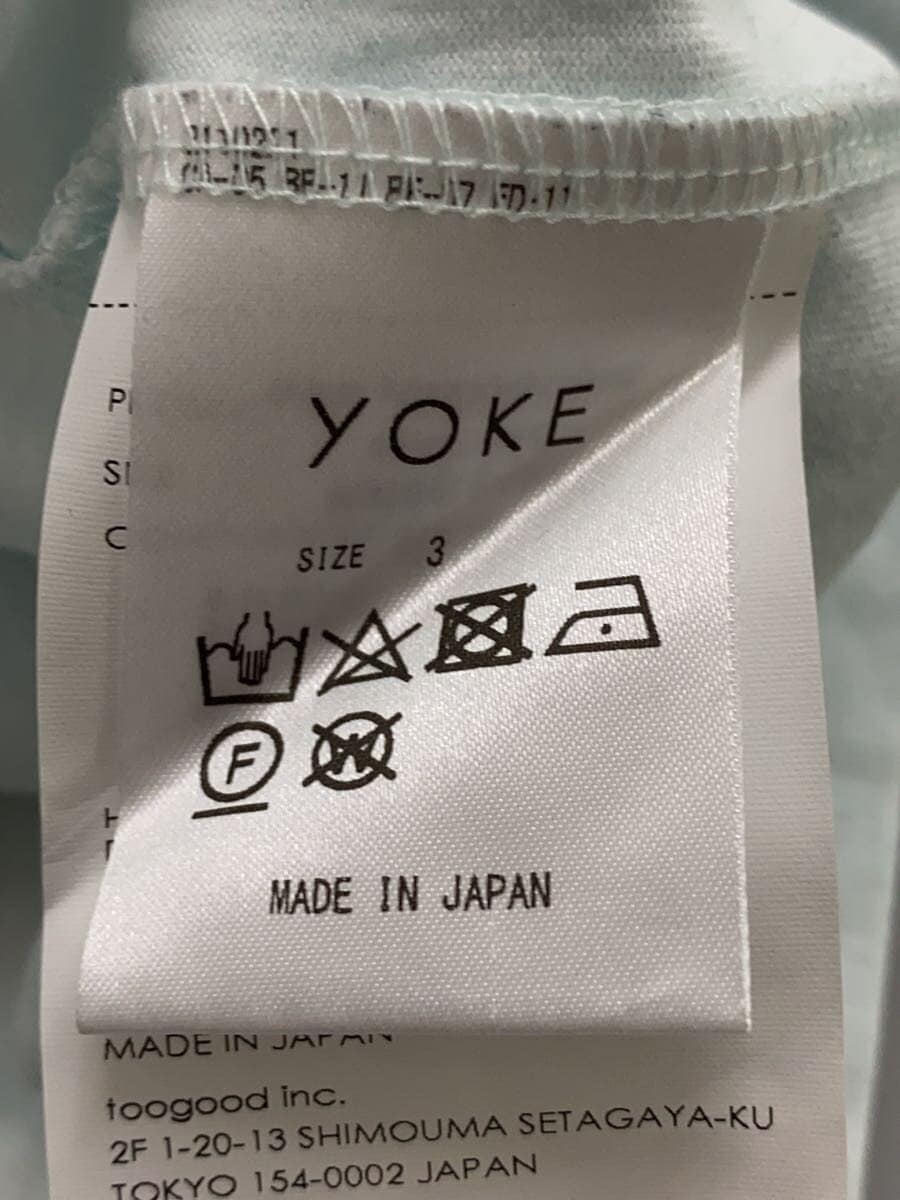 YOKE
SIZE 3
F
W
MADE IN JAPAN
MADE IN JAPAN
toogood inc.
2F 1-20-13 SHIMOUMA SETAGAYA-KU
TOKYO 154-0002 JAPAN